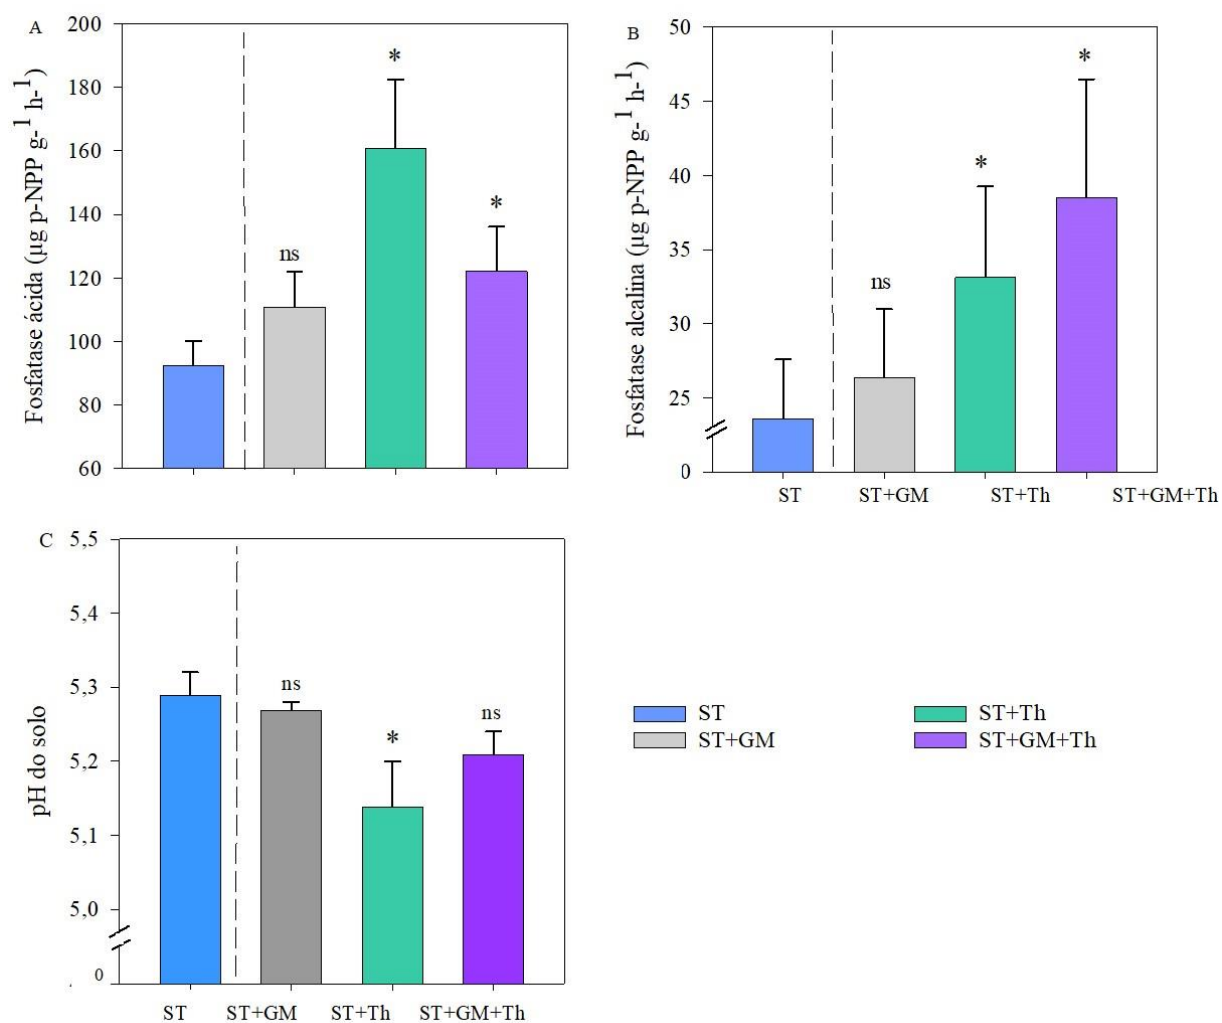 A
Fosfatase ácida (µg p-NPP g-¹ h-¹)
200
180
160
140
120
100
80
60
ns
*
*
B
Fosfatase alcalina (µg p-NPP g-¹ h-¹)
50
45
40
35
30
25
0
ns
*
*
ST ST+GM ST+Th ST+GM+Th
C
pH do solo
5,5
5,4
5,3
5,2
5,1
5,0
0
ns
*
ns
ST ST+GM ST+Th ST+GM+Th
ST ST+Th
ST+GM ST+GM+Th